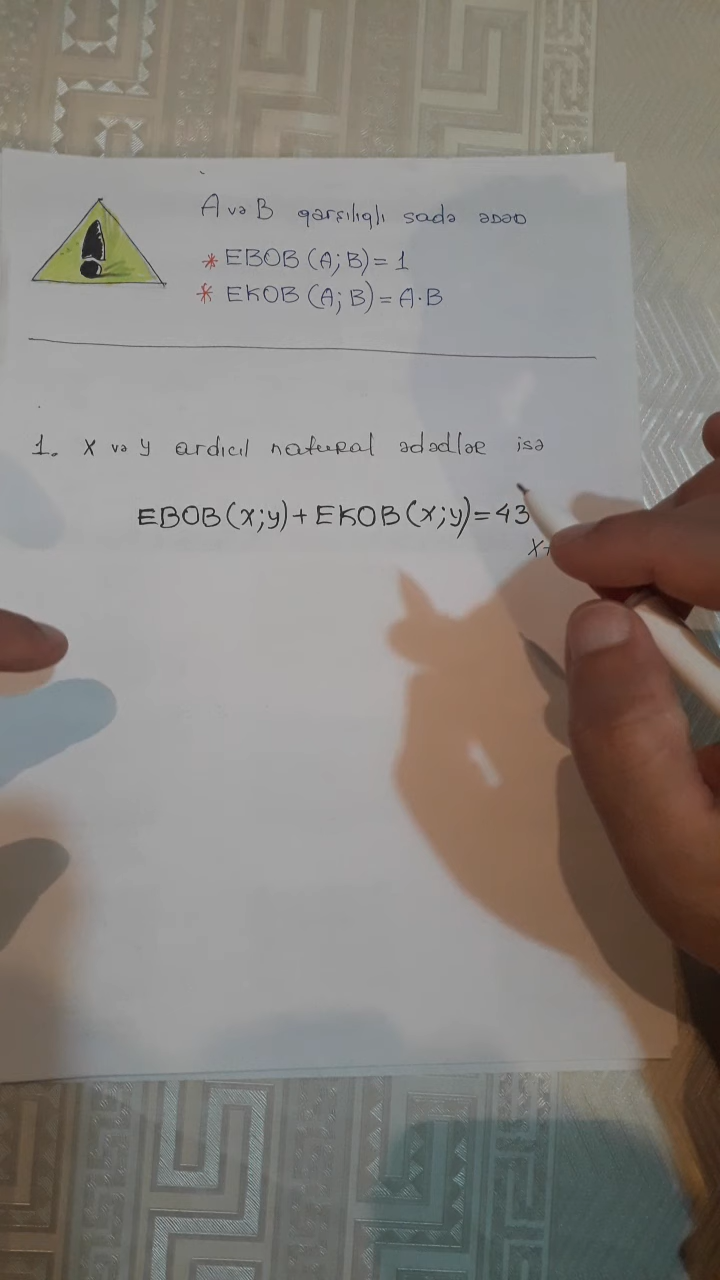 A və B qarşılıqlı sadə ədəd
* EBOB (A; B) = 1
* EKOB (A; B) = A·B
1. X və y ardıcıl natural ədədlər isə
EBOB(x;y) + EKOB(x;y) = 43
x+